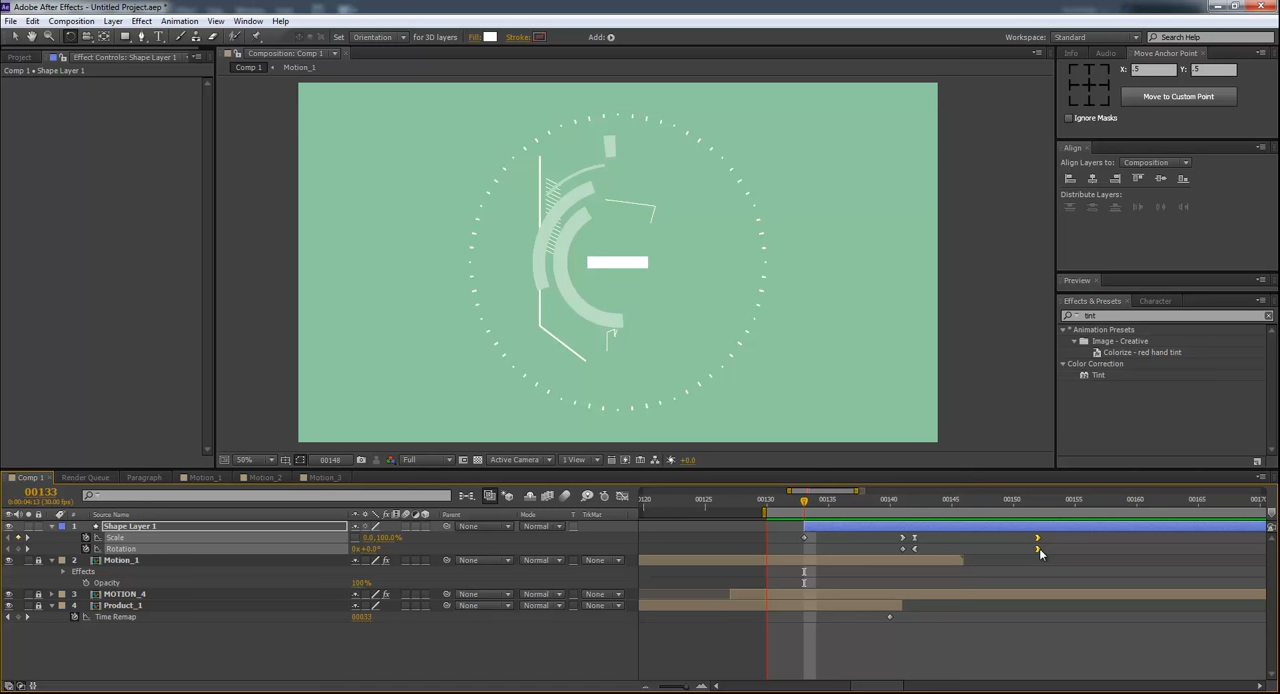 Adobe After Effects - Untitled Project.aep *
File Edit Composition Layer Effect Animation View Window Help
Set Orientation for 3D layers Fill: Stroke: Add: Workspace: Standard Search Help
Project Effect Controls: Shape Layer 1 Composition: Comp 1 Info Audio Move Anchor Point
Comp 1 • Shape Layer 1 Comp 1 Motion_1 X: .5 Y: .5
Move to Custom Point
Ignore Masks
Align
Align Layers to: Composition
Distribute Layers:
Preview
Effects & Presets Character
tint
* Animation Presets
Image - Creative
Colorize - red hand tint
Color Correction
Tint
50% 00148 Full Active Camera 1 View +0.0
Comp 1 Render Queue Paragraph Motion_1 Motion_2 Motion_3
00133
0:00:04:13 (30.00 fps)
00125 00130 00135 00140 00145 00150 00155 00160 00165
# Source Name Mode T TrkMat Parent
1 Shape Layer 1 None Normal
Scale 0.0,100.0%
Rotation 0x+0.0°
2 Motion_1 None Normal None
Effects
Opacity 100%
3 MOTION_4 None Normal None
4 Product_1 None Normal None
Time Remap 00033